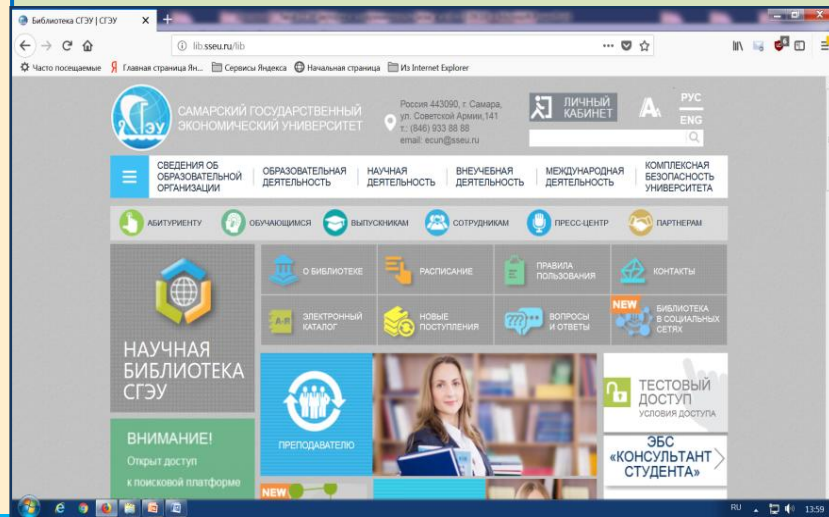 Библиотека СГЭУ | СГЭУ
lib.sseu.ru/lib
Часто посещаемые Главная страница Ян... Сервисы Яндекса Начальная страница Из Internet Explorer
СГЭУ
САМАРСКИЙ ГОСУДАРСТВЕННЫЙ
ЭКОНОМИЧЕСКИЙ УНИВЕРСИТЕТ
Россия 443090, г. Самара,
ул. Советской Армии,141
т.: (846) 933 88 88
email: ecun@sseu.ru
ЛИЧНЫЙ
КАБИНЕТ
РУС
ENG
СВЕДЕНИЯ ОБ
ОБРАЗОВАТЕЛЬНОЙ
ОРГАНИЗАЦИИ
ОБРАЗОВАТЕЛЬНАЯ
ДЕЯТЕЛЬНОСТЬ
НАУЧНАЯ
ДЕЯТЕЛЬНОСТЬ
ВНЕУЧЕБНАЯ
ДЕЯТЕЛЬНОСТЬ
МЕЖДУНАРОДНАЯ
ДЕЯТЕЛЬНОСТЬ
КОМПЛЕКСНАЯ
БЕЗОПАСНОСТЬ
УНИВЕРСИТЕТА
АБИТУРИЕНТУ ОБУЧАЮЩИМСЯ ВЫПУСКНИКАМ СОТРУДНИКАМ ПРЕСС-ЦЕНТР ПАРТНЕРАМ
НАУЧНАЯ
БИБЛИОТЕКА
СГЭУ
О БИБЛИОТЕКЕ
РАСПИСАНИЕ
ПРАВИЛА
ПОЛЬЗОВАНИЯ
КОНТАКТЫ
ЭЛЕКТРОННЫЙ
КАТАЛОГ
НОВЫЕ
ПОСТУПЛЕНИЯ
ВОПРОСЫ
И ОТВЕТЫ
NEW
БИБЛИОТЕКА
В СОЦИАЛЬНЫХ
СЕТЯХ
ПРЕПОДАВАТЕЛЮ
ТЕСТОВЫЙ
ДОСТУП
УСЛОВИЯ ДОСТУПА
ВНИМАНИЕ!
Открыт доступ
к поисковой платформе
NEW
ЭБС
«КОНСУЛЬТАНТ
СТУДЕНТА»
RU 13:59